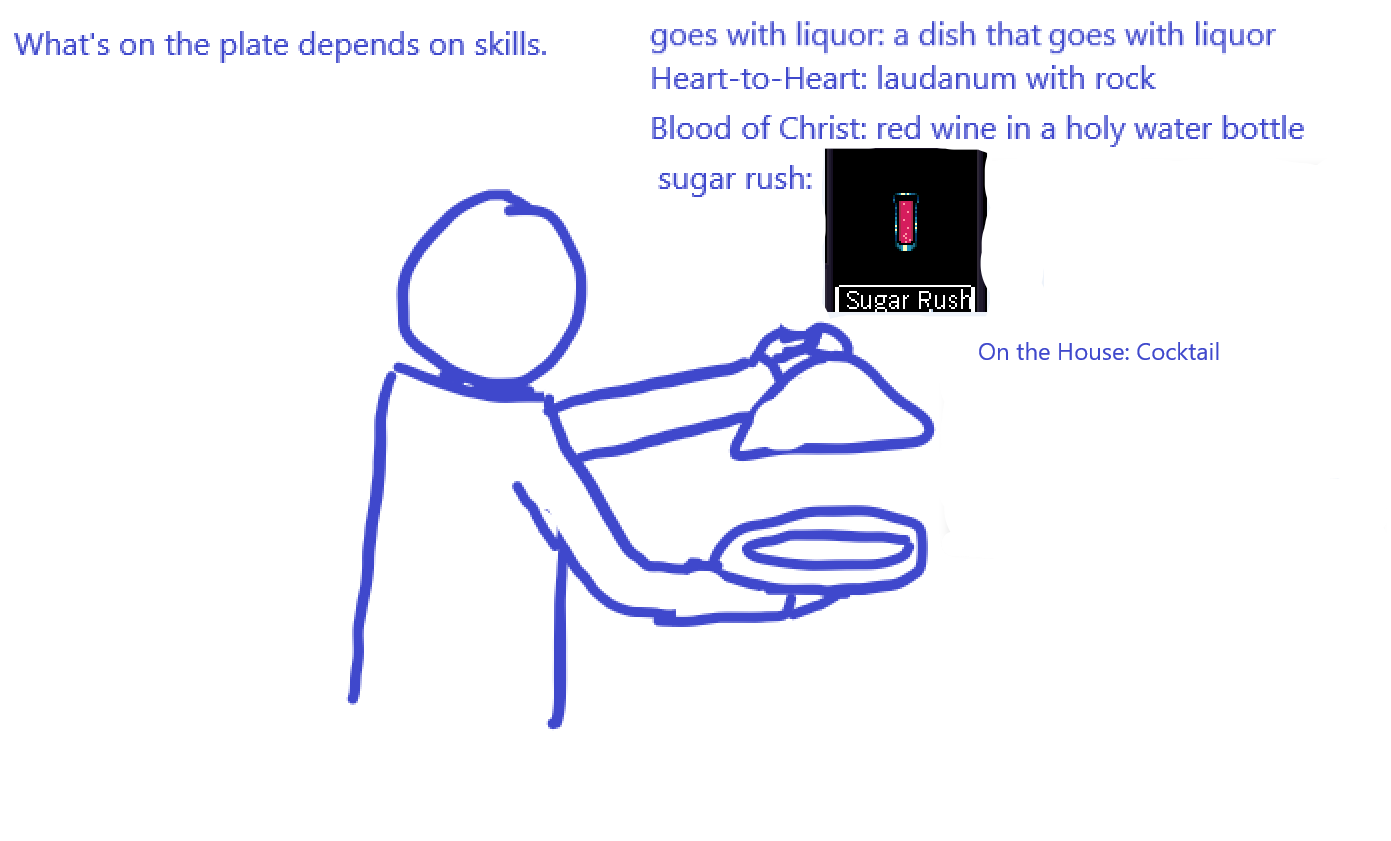 What's on the plate depends on skills.
goes with liquor: a dish that goes with liquor
Heart-to-Heart: laudanum with rock
Blood of Christ: red wine in a holy water bottle
sugar rush:
Sugar Rush
On the House: Cocktail